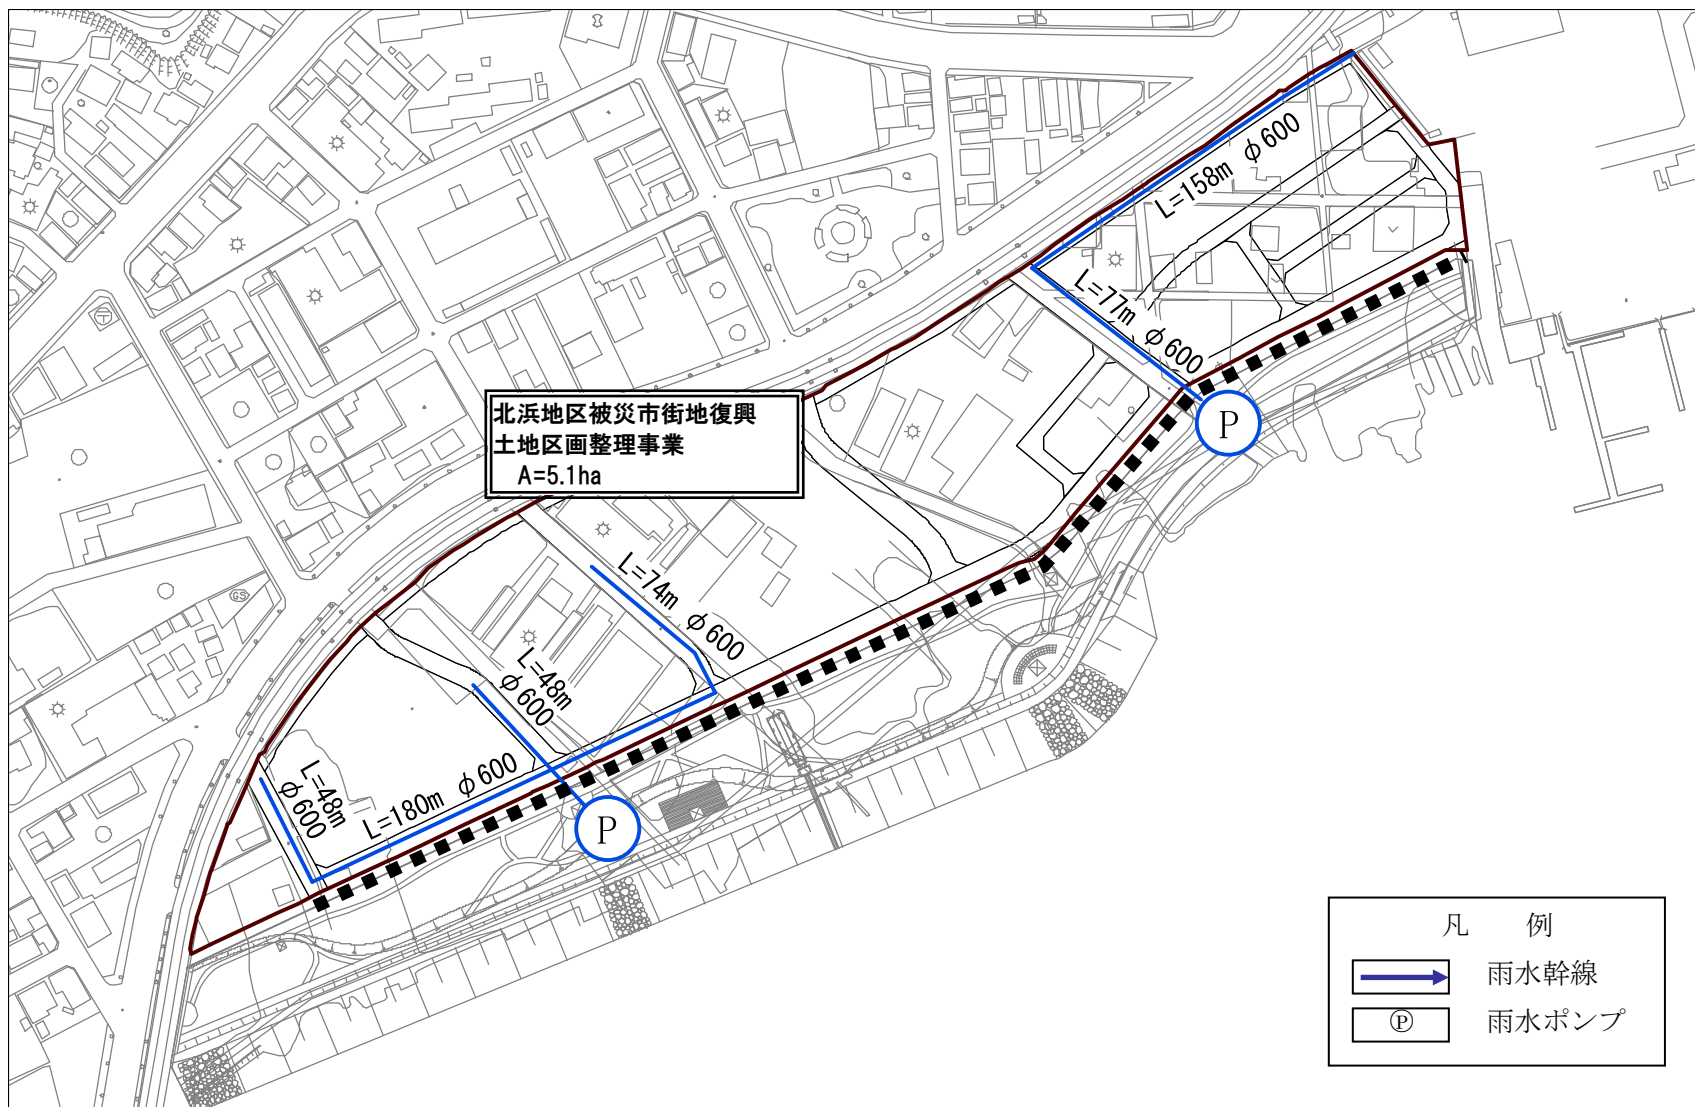 L=158m φ600
L=77m φ600
P
北浜地区被災市街地復興
土地区画整理事業
A=5.1ha
L=74m φ600
L=48m
φ600
L=48m
φ600
L=180m φ600
P
GS
凡 例
雨水幹線
Ⓟ 雨水ポンプ